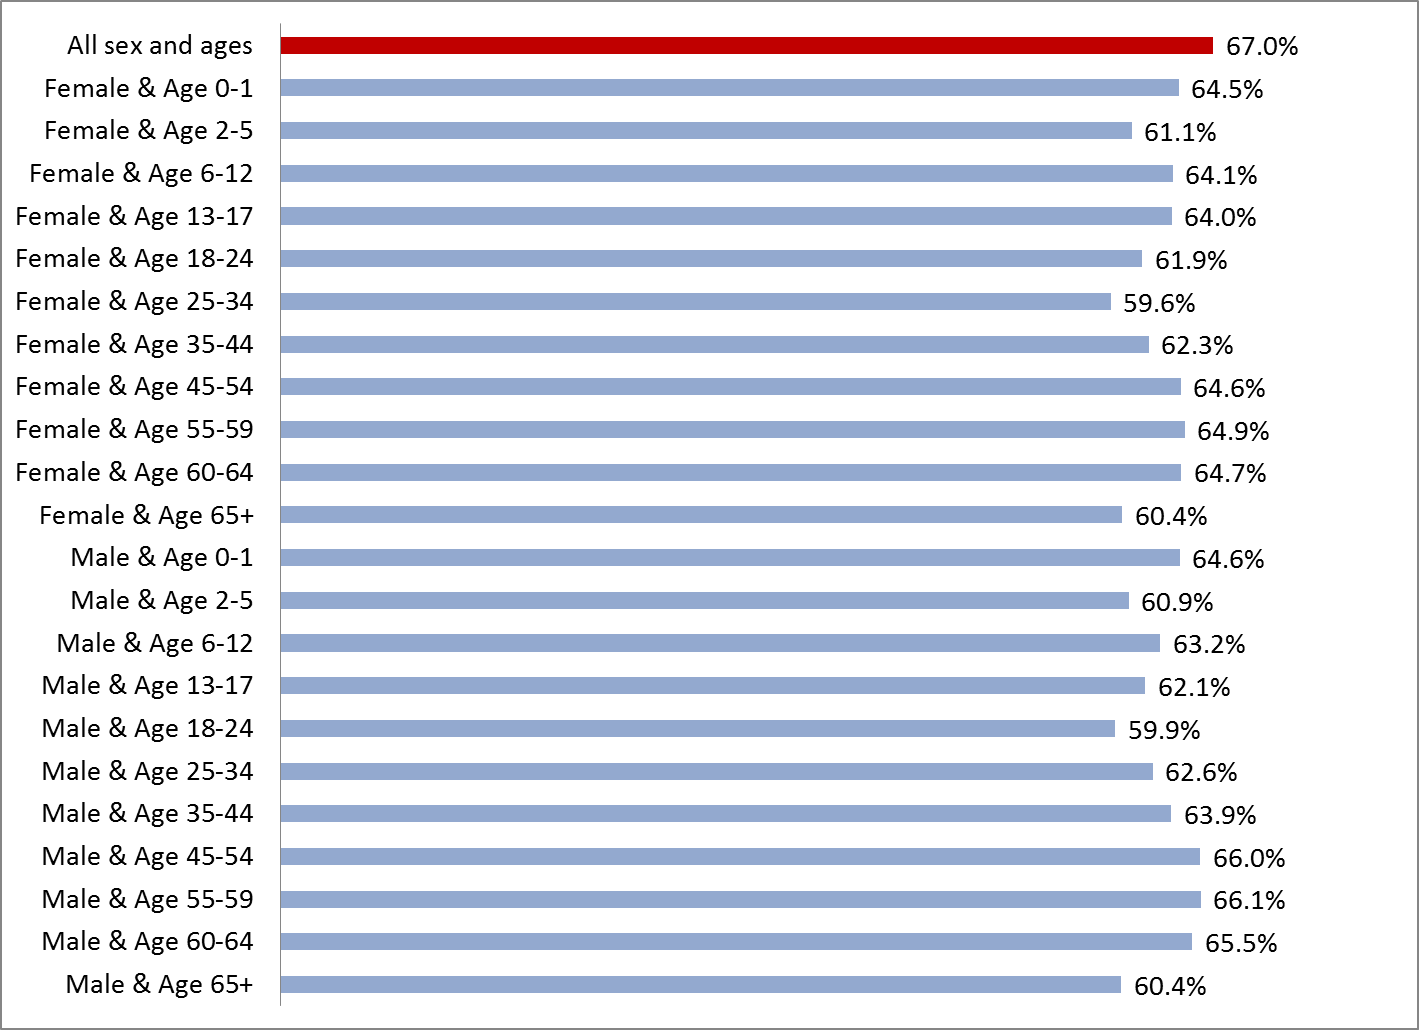 All sex and ages 67.0%
Female & Age 0-1 64.5%
Female & Age 2-5 61.1%
Female & Age 6-12 64.1%
Female & Age 13-17 64.0%
Female & Age 18-24 61.9%
Female & Age 25-34 59.6%
Female & Age 35-44 62.3%
Female & Age 45-54 64.6%
Female & Age 55-59 64.9%
Female & Age 60-64 64.7%
Female & Age 65+ 60.4%
Male & Age 0-1 64.6%
Male & Age 2-5 60.9%
Male & Age 6-12 63.2%
Male & Age 13-17 62.1%
Male & Age 18-24 59.9%
Male & Age 25-34 62.6%
Male & Age 35-44 63.9%
Male & Age 45-54 66.0%
Male & Age 55-59 66.1%
Male & Age 60-64 65.5%
Male & Age 65+ 60.4%